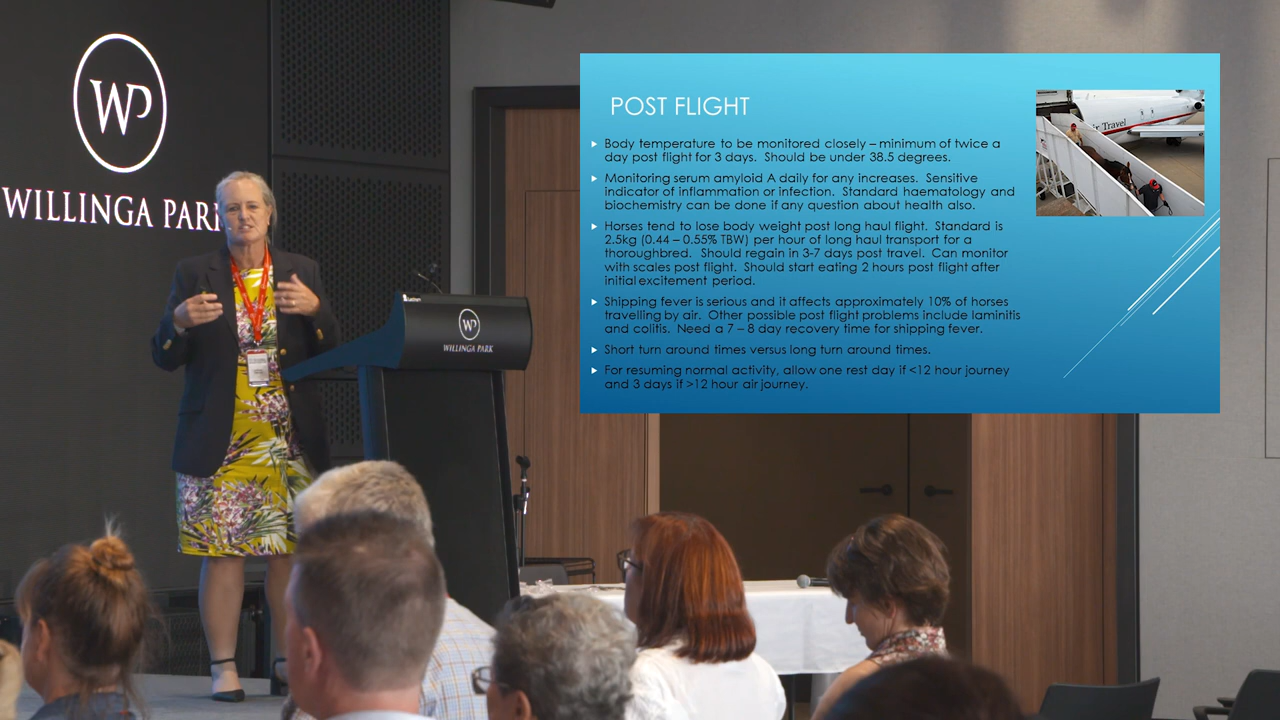 WP
WILLINGA PARK
WP
WILLINGA PARK
POST FLIGHT
Body temperature to be monitored closely – minimum of twice a
day post flight for 3 days. Should be under 38.5 degrees.
Monitoring serum amyloid A daily for any increases. Sensitive
indicator of inflammation or infection. Standard haematology and
biochemistry can be done if any question about health also.
Horses tend to lose body weight post long haul flight. Standard is
2.5kg (0.44 – 0.55% TBW) per hour of long haul transport for a
thoroughbred. Should regain in 3-7 days post travel. Can monitor
with scales post flight. Should start eating 2 hours post flight after
initial excitement period.
Shipping fever is serious and it affects approximately 10% of horses
travelling by air. Other possible post flight problems include laminitis
and colitis. Need a 7 – 8 day recovery time for shipping fever.
Short turn around times versus long turn around times.
For resuming normal activity, allow one rest day if <12 hour journey
and 3 days if >12 hour air journey.
Travel